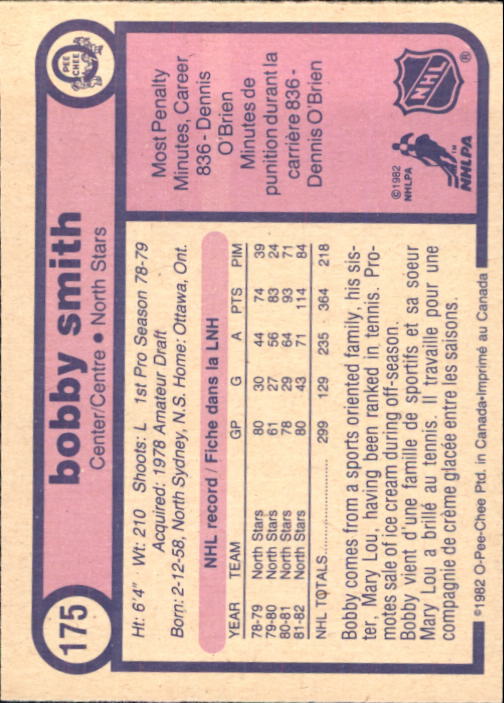 175
bobby smith
Center/Centre • North Stars
O
PEE
CHEE
Ht: 6'4" Wt: 210 Shoots: L 1st Pro Season 78-79
Acquired: 1978 Amateur Draft
Born: 2-12-58, North Sydney, N.S. Home: Ottawa, Ont.
NHL record / Fiche dans la LNH
YEAR TEAM GP G A PTS PIM
78-79 North Stars 80 30 44 74 39
79-80 North Stars 61 27 56 83 24
80-81 North Stars 78 29 64 93 71
81-82 North Stars 80 43 71 114 84
NHL TOTALS.................... 299 129 235 364 218
Bobby comes from a sports oriented family, his sis-
ter, Mary Lou, having been ranked in tennis. Pro-
motes sale of ice cream during off-season.
Bobby vient d'une famille de sportifs et sa soeur
Mary Lou a brillé au tennis. Il travaille pour une
compagnie de crème glacée entre les saisons.
Most Penalty
Minutes, Career
836 - Dennis
O'Brien
Minutes de
punition durant la
carrière 836 -
Dennis O'Brien
©1982
NHLPA
NHLPA
TM
NHL
®
©1982 O-Pee-Chee Ptd. in Canada-Imprimé au Canada